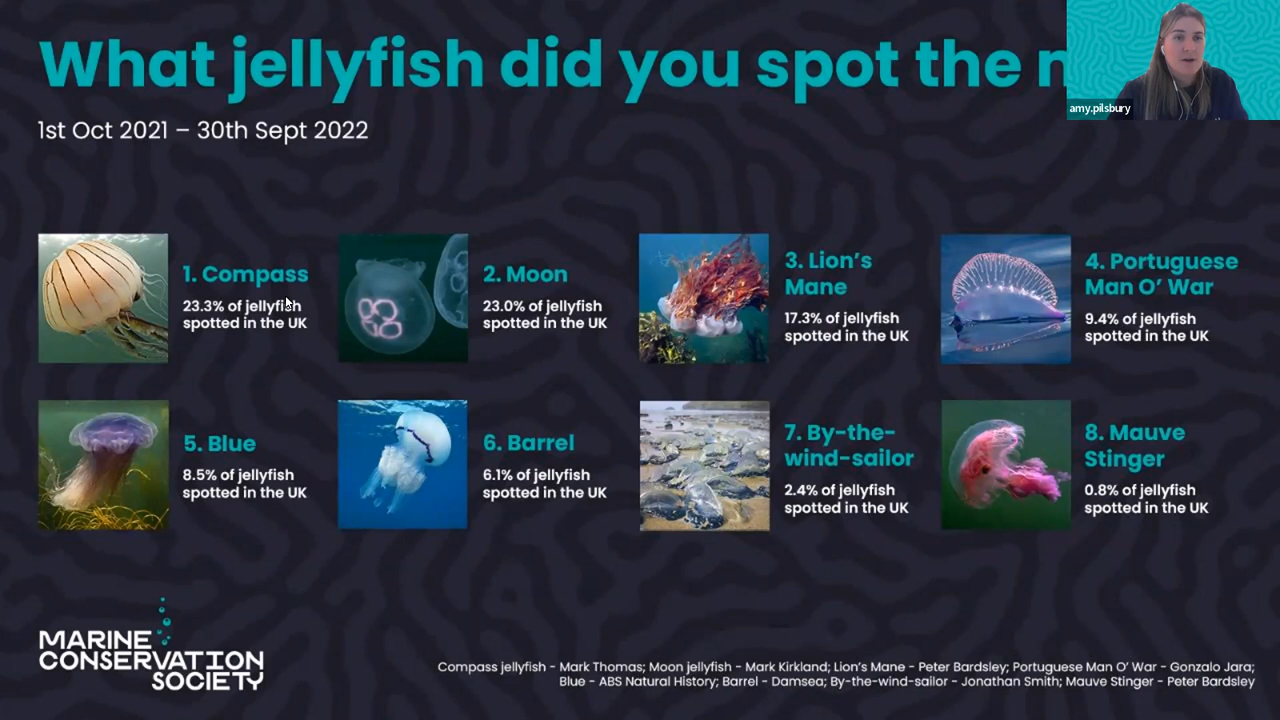 What jellyfish did you spot the
amy.pilsbury
1st Oct 2021 – 30th Sept 2022
1. Compass
23.3% of jellyfish
spotted in the UK
2. Moon
23.0% of jellyfish
spotted in the UK
3. Lion's
Mane
17.3% of jellyfish
spotted in the UK
4. Portuguese
Man O' War
9.4% of jellyfish
spotted in the UK
5. Blue
8.5% of jellyfish
spotted in the UK
6. Barrel
6.1% of jellyfish
spotted in the UK
7. By-the-
wind-sailor
2.4% of jellyfish
spotted in the UK
8. Mauve
Stinger
0.8% of jellyfish
spotted in the UK
MARINE
CONSERVATION
SOCIETY
Compass jellyfish - Mark Thomas; Moon jellyfish - Mark Kirkland; Lion's Mane - Peter Bardsley; Portuguese Man O' War - Gonzalo Jara;
Blue - ABS Natural History; Barrel - Damsea; By-the-wind-sailor - Jonathan Smith; Mauve Stinger - Peter Bardsley